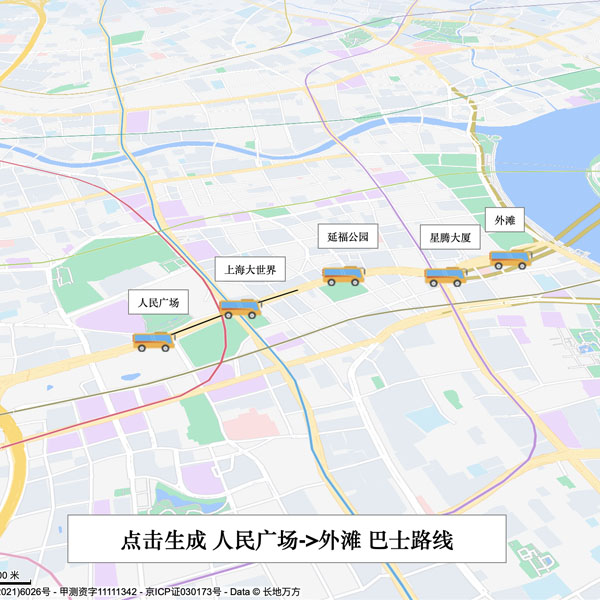 外滩
延福公园
星腾大厦
上海大世界
人民广场
点击生成 人民广场->外滩 巴士路线
00 米
2021)6026号 - 甲测资字11111342 - 京ICP证030173号 - Data © 长地万方